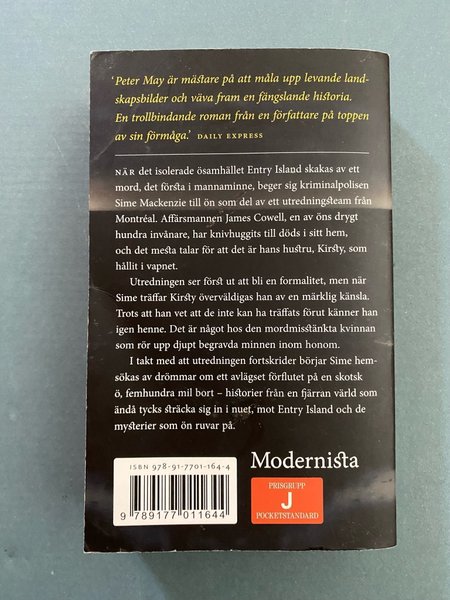 ‘Peter May är mästare på att måla upp levande land-
skapsbilder och väva fram en fängslande historia.
En trollbindande roman från en författare på toppen
av sin förmåga.’ DAILY EXPRESS
NÄR det isolerade ösamhället Entry Island skakas av ett
mord, det första i mannaminne, beger sig kriminalpolisen
Sime Mackenzie till ön som del av ett utredningsteam från
Montréal. Affärsmannen James Cowell, en av öns drygt
hundra invånare, har knivhuggits till döds i sitt hem,
och det mesta talar för att det är hans hustru, Kirsty, som
hållit i vapnet.
Utredningen ser först ut att bli en formalitet, men när
Sime träffar Kirsty överväldigas han av en märklig känsla.
Trots att han vet att de inte kan ha träffats förut känner han
igen henne. Det är något hos den mordmisstänkta kvinnan
som rör upp djupt begravda minnen inom honom.
I takt med att utredningen fortskrider börjar Sime hem-
sökas av drömmar om ett avlägset förflutet på en skotsk
ö, femhundra mil bort – historier från en fjärran värld som
ändå tycks sträcka sig in i nuet, mot Entry Island och de
mysterier som ön ruvar på.
ISBN 978-91-7701-164-4
9 789177 011644
Modernista
PRISGRUPP
J
POCKETSTANDARD